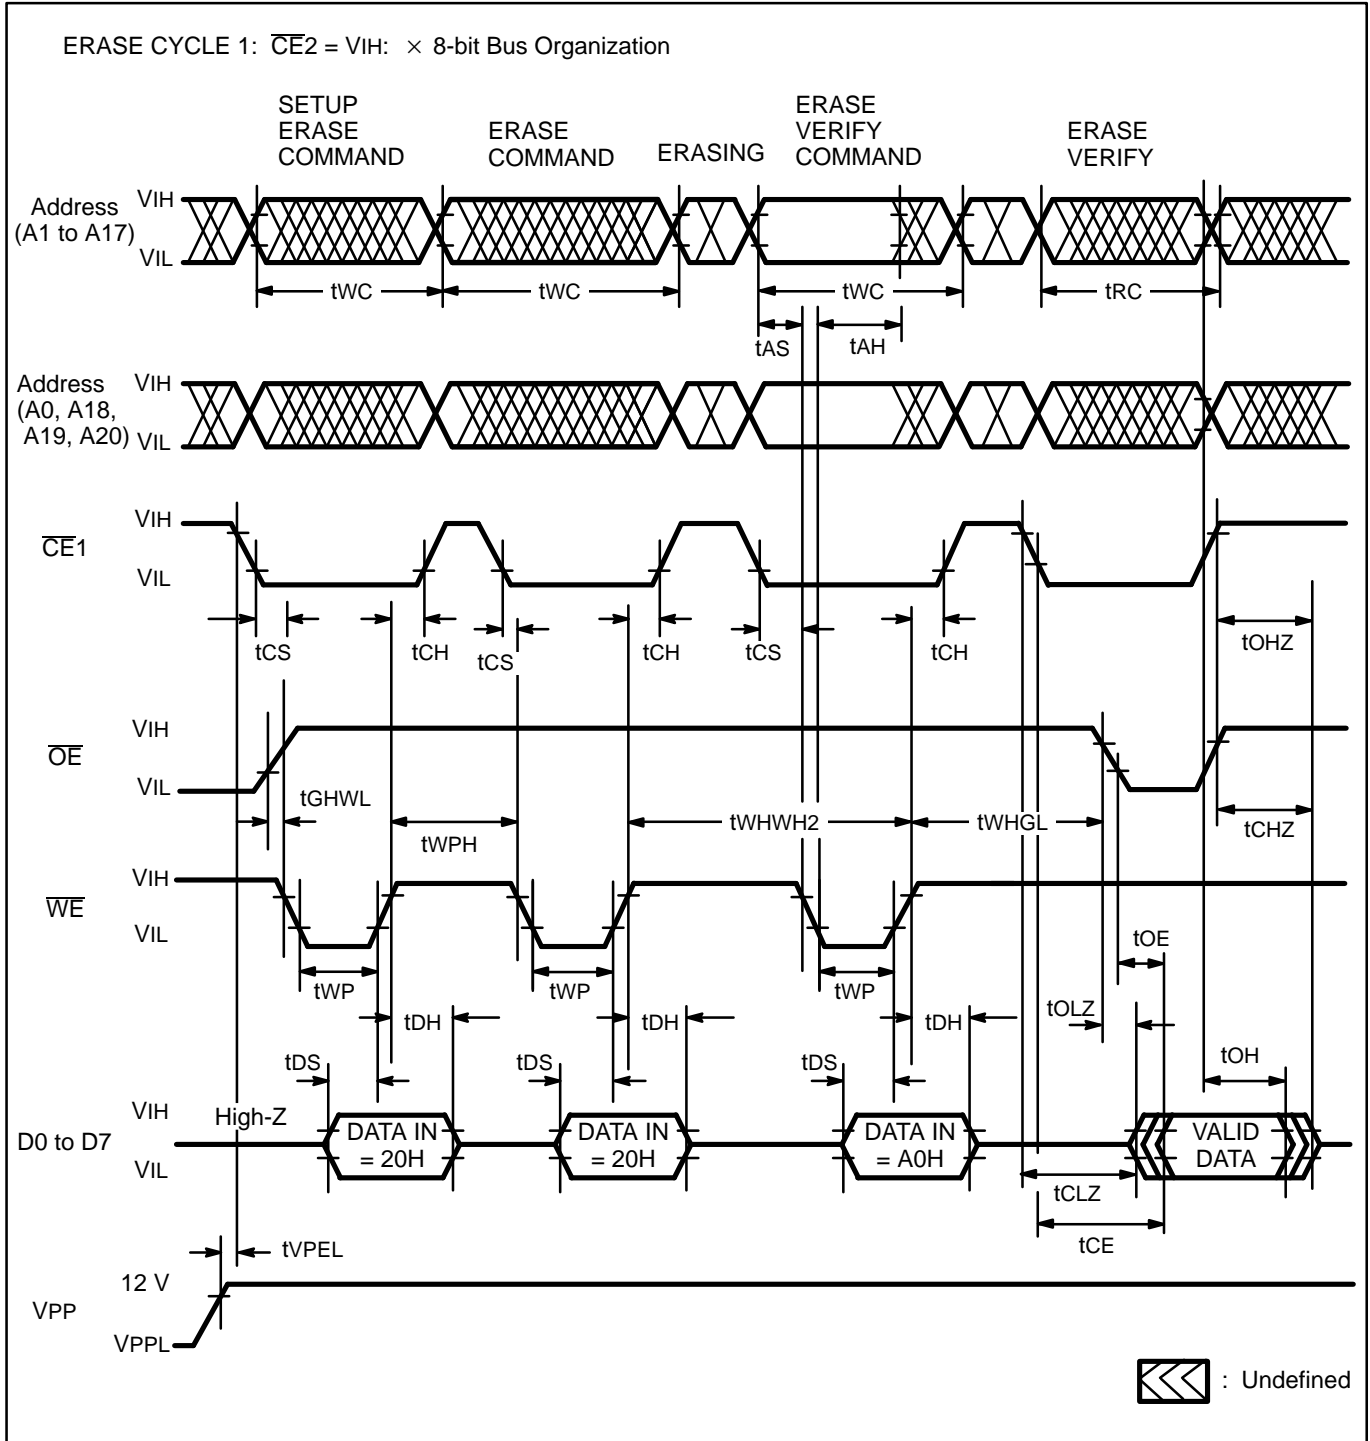 ERASE CYCLE 1: C̅E̅2 = VIH: × 8-bit Bus Organization
SETUP
ERASE
COMMAND
ERASE
COMMAND
ERASING
ERASE
VERIFY
COMMAND
ERASE
VERIFY
Address
(A1 to A17)
VIH
VIL
tWC
tWC
tWC
tRC
tAS
tAH
Address
(A0, A18,
A19, A20)
VIH
VIL
C̅E̅1
VIH
VIL
tCS
tCH
tCS
tCH
tCS
tCH
tOHZ
O̅E̅
VIH
VIL
tGHWL
tWPH
tWHWH2
tWHGL
tCHZ
W̅E̅
VIH
VIL
tWP
tWP
tWP
tOE
tDH
tDH
tDH
tOLZ
tDS
tDS
tDS
tOH
D0 to D7
VIH
VIL
High-Z
DATA IN
= 20H
DATA IN
= 20H
DATA IN
= A0H
VALID
DATA
tCLZ
tCE
tVPEL
VPP
12 V
VPPL
: Undefined